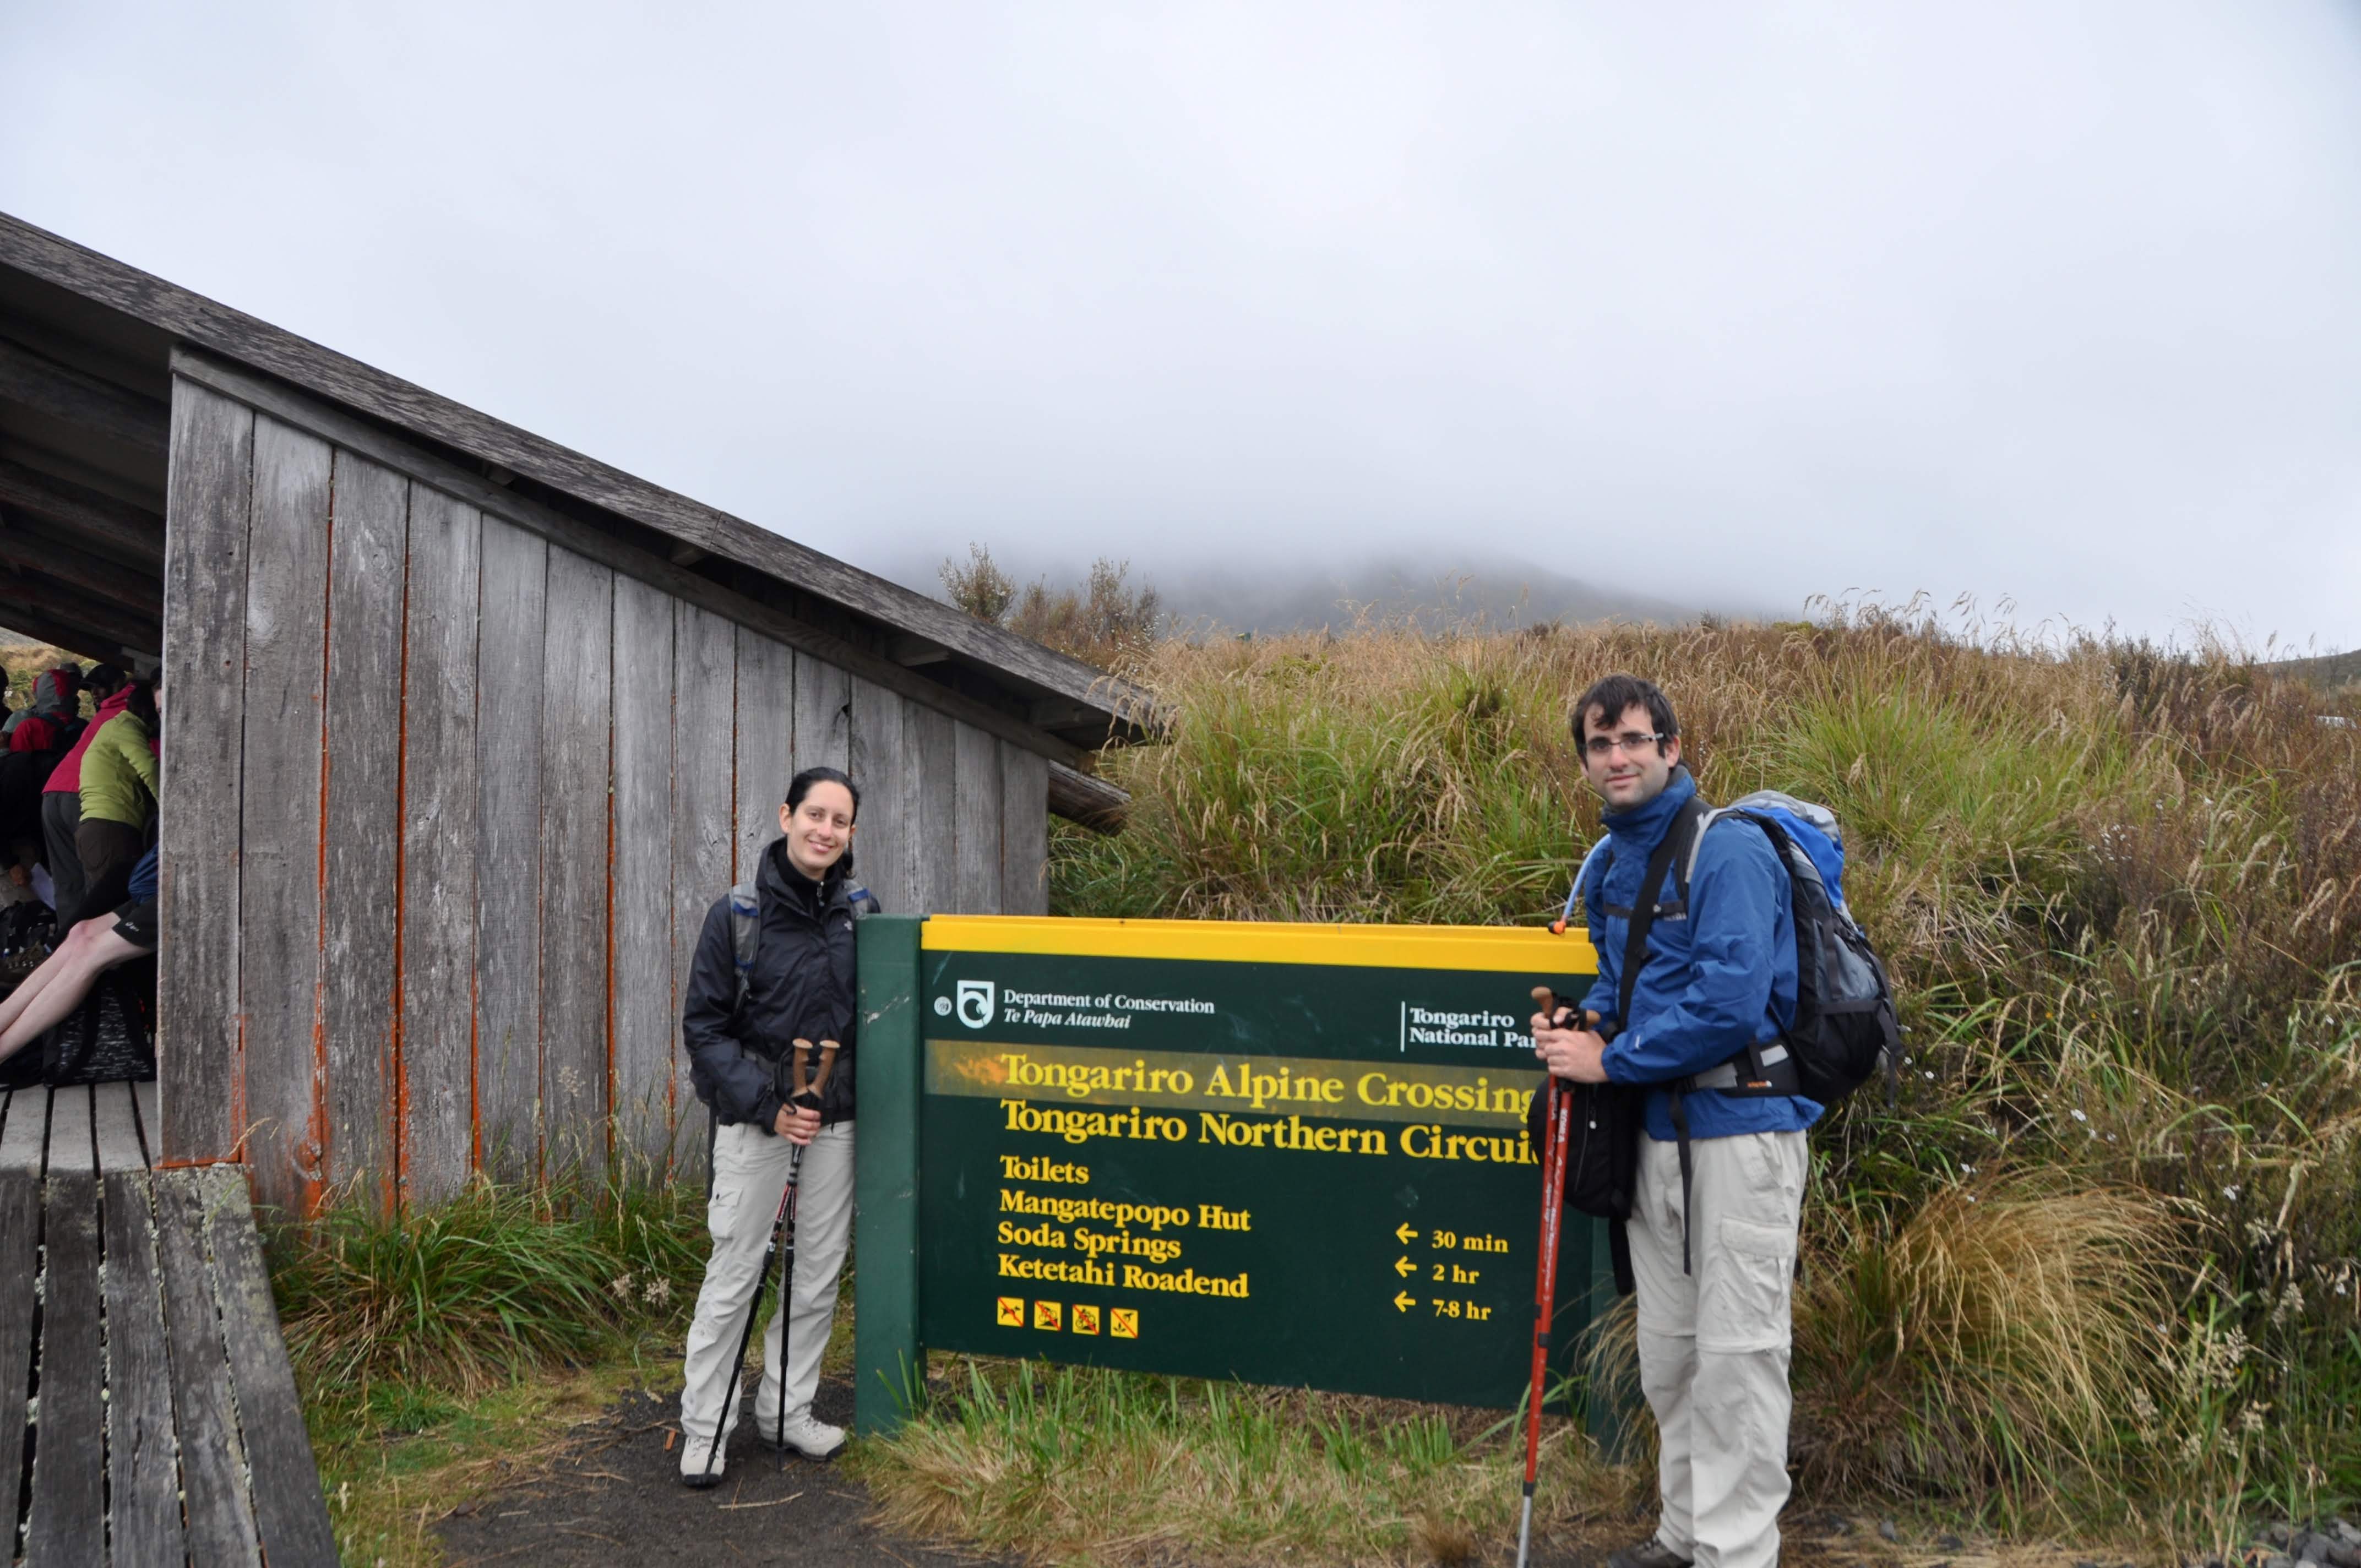 Department of Conservation
Te Papa Atawhai
Tongariro
National Par
Tongariro Alpine Crossing
Tongariro Northern Circui
Toilets
Mangatepopo Hut ← 30 min
Soda Springs ← 2 hr
Ketetahi Roadend ← 7-8 hr